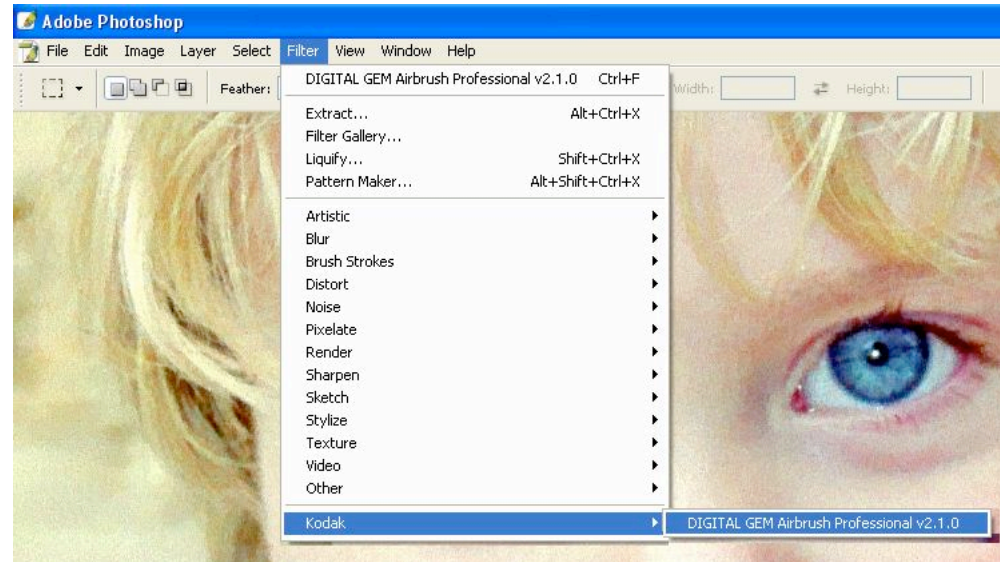 Adobe Photoshop
File Edit Image Layer Select Filter View Window Help
Feather: Width: Height:
DIGITAL GEM Airbrush Professional v2.1.0 Ctrl+F
Extract... Alt+Ctrl+X
Filter Gallery...
Liquify... Shift+Ctrl+X
Pattern Maker... Alt+Shift+Ctrl+X
Artistic
Blur
Brush Strokes
Distort
Noise
Pixelate
Render
Sharpen
Sketch
Stylize
Texture
Video
Other
Kodak DIGITAL GEM Airbrush Professional v2.1.0